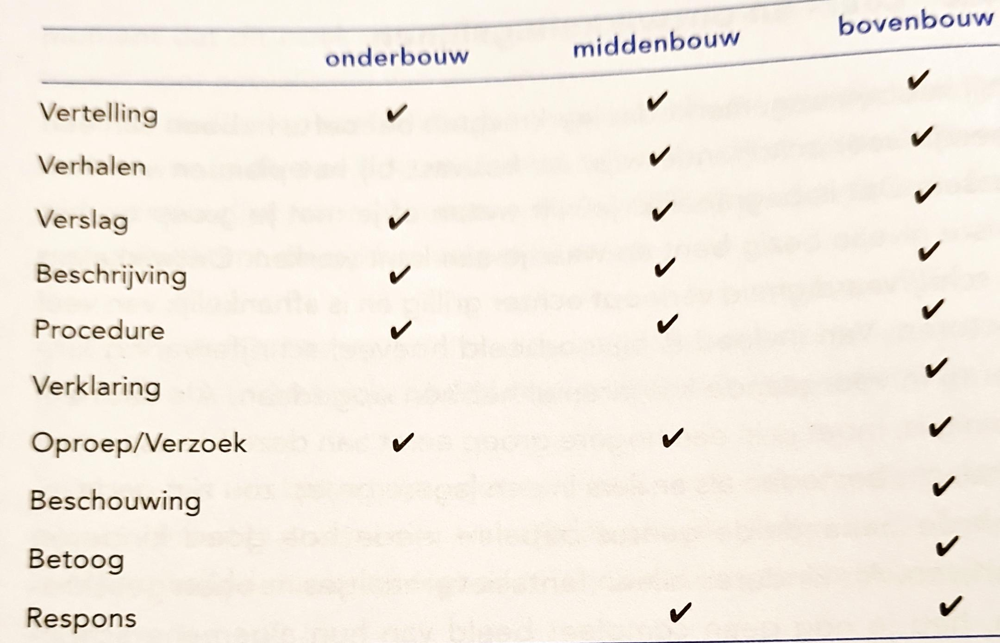 onderbouw middenbouw bovenbouw
Vertelling ✔ ✔ ✔
Verhalen ✔ ✔
Verslag ✔ ✔ ✔
Beschrijving ✔ ✔ ✔
Procedure ✔ ✔ ✔
Verklaring ✔
Oproep/Verzoek ✔ ✔ ✔
Beschouwing ✔
Betoog ✔
Respons ✔ ✔